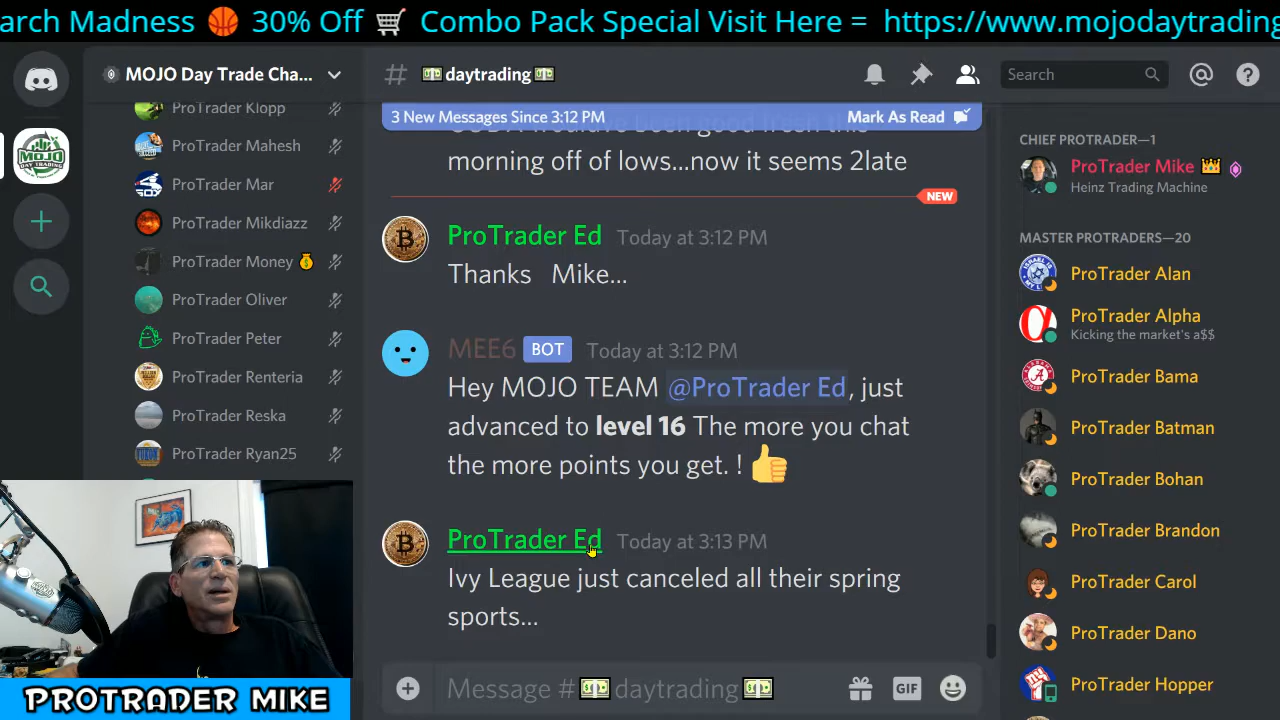 arch Madness 🏀 30% Off 🛒 Combo Pack Special Visit Here = https://www.mojodaytrading
MOJO Day Trade Cha...
# 💵daytrading💵
Search
MOJO
DAY TRADING
ProTrader Klopp
ProTrader Mahesh
ProTrader Mar
ProTrader Mikdiazz
ProTrader Money 💰
ProTrader Oliver
ProTrader Peter
ProTrader Renteria
ProTrader Reska
ProTrader Ryan25
3 New Messages Since 3:12 PM Mark As Read
morning off of lows...now it seems 2late
NEW
ProTrader Ed Today at 3:12 PM
Thanks Mike...
MEE6 BOT Today at 3:12 PM
Hey MOJO TEAM @ProTrader Ed, just
advanced to level 16 The more you chat
the more points you get. ! 👍
ProTrader Ed Today at 3:13 PM
Ivy League just canceled all their spring
sports...
Message #💵daytrading💵
GIF
CHIEF PROTRADER—1
ProTrader Mike 👑
Heinz Trading Machine
MASTER PROTRADERS—20
ProTrader Alan
ProTrader Alpha
Kicking the market's a$$
ProTrader Bama
ProTrader Batman
ProTrader Bohan
ProTrader Brandon
ProTrader Carol
ProTrader Dano
ProTrader Hopper
PROTRADER MIKE